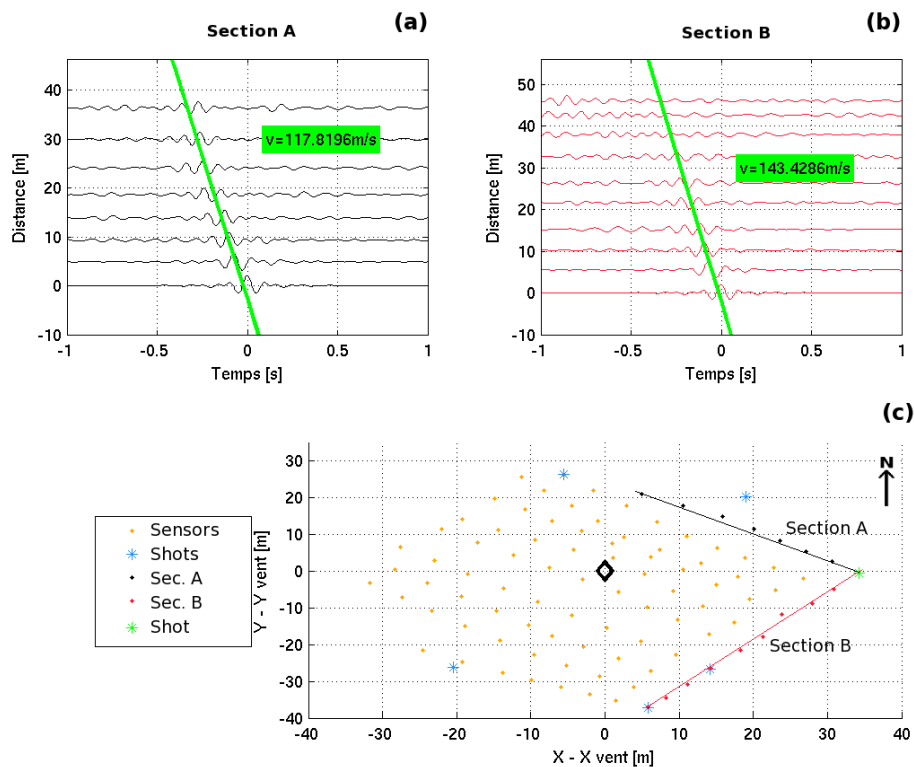 Section A
(a)
40
30
20
10
0
-10
-1
-0.5
0
0.5
1
Distance [m]
Temps [s]
v=117.8196m/s
Section B
(b)
50
40
30
20
10
0
-10
-1
-0.5
0
0.5
1
Distance [m]
Temps [s]
v=143.4286m/s
(c)
N
30
20
10
0
-10
-20
-30
-40
-40
-30
-20
-10
0
10
20
30
40
Y - Y vent [m]
X - X vent [m]
Section A
Section B
Sensors
Shots
Sec. A
Sec. B
Shot